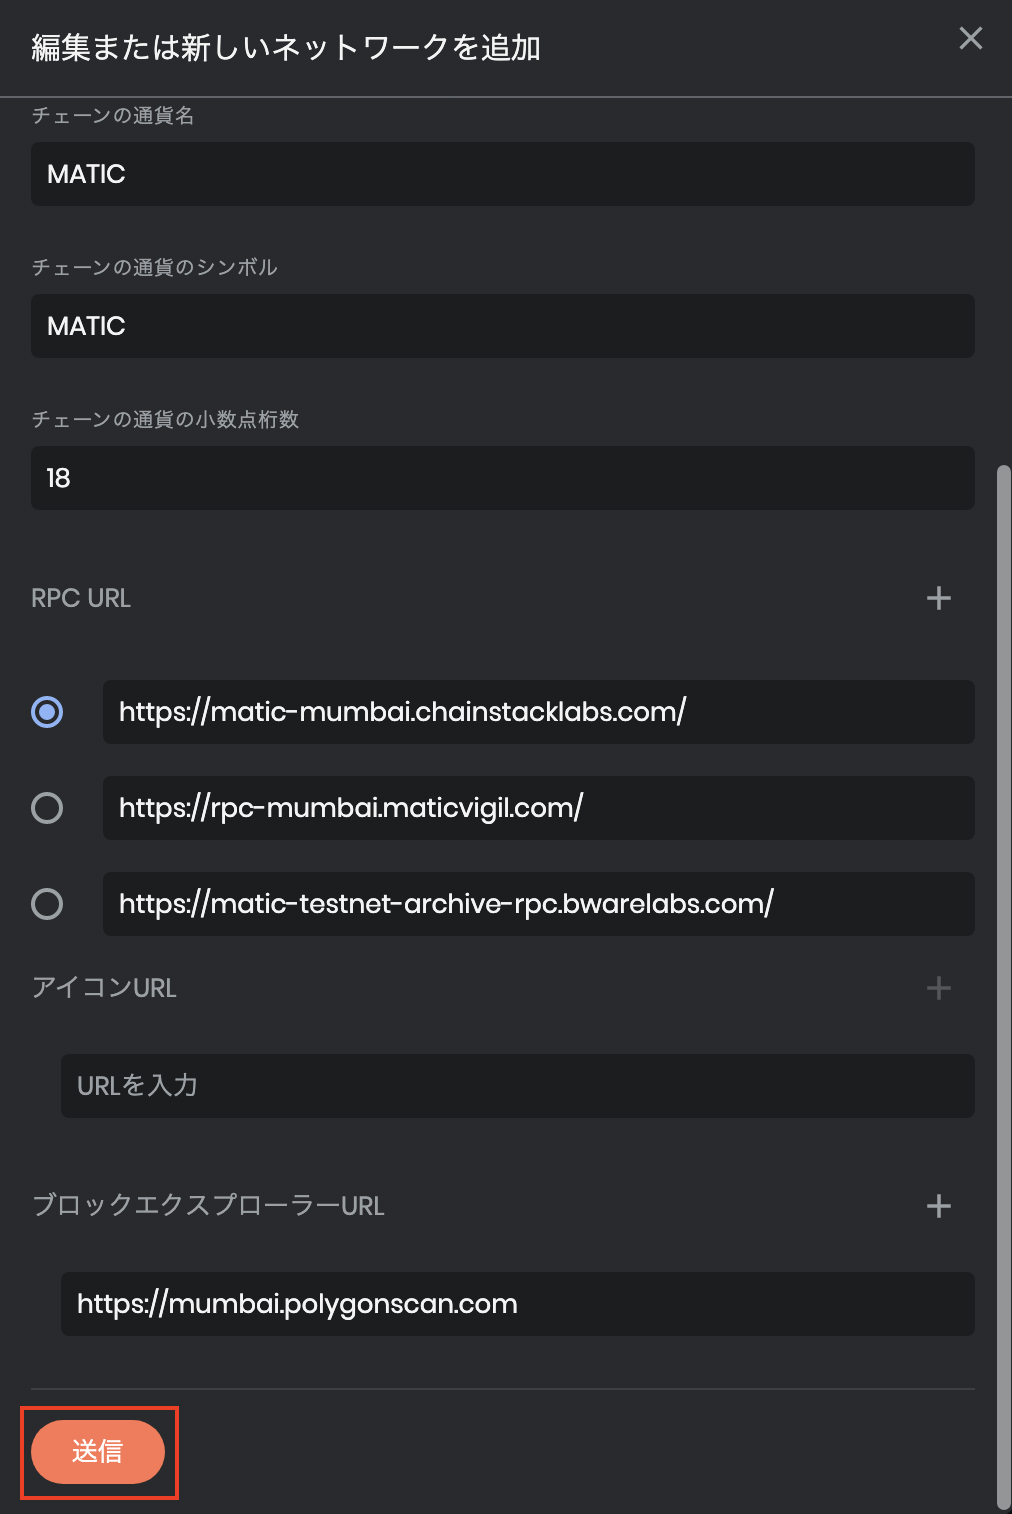 編集または新しいネットワークを追加
チェーンの通貨名
MATIC
チェーンの通貨のシンボル
MATIC
チェーンの通貨の小数点桁数
18
RPC URL
https://matic-mumbai.chainstacklabs.com/
https://rpc-mumbai.maticvigil.com/
https://matic-testnet-archive-rpc.bwarelabs.com/
アイコンURL
URLを入力
ブロックエクスプローラーURL
https://mumbai.polygonscan.com
送信